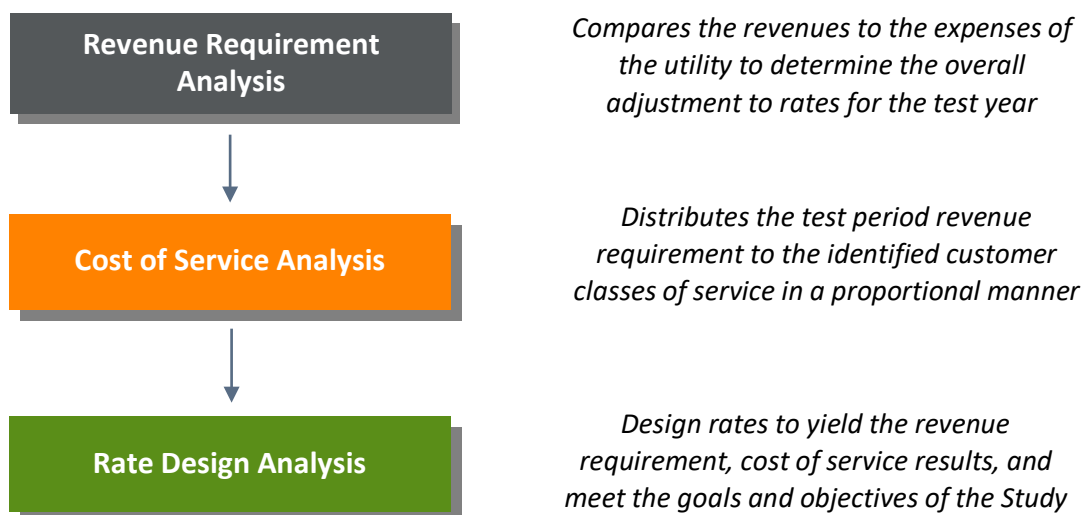 Revenue Requirement
Analysis
Compares the revenues to the expenses of
the utility to determine the overall
adjustment to rates for the test year
Cost of Service Analysis
Distributes the test period revenue
requirement to the identified customer
classes of service in a proportional manner
Rate Design Analysis
Design rates to yield the revenue
requirement, cost of service results, and
meet the goals and objectives of the Study